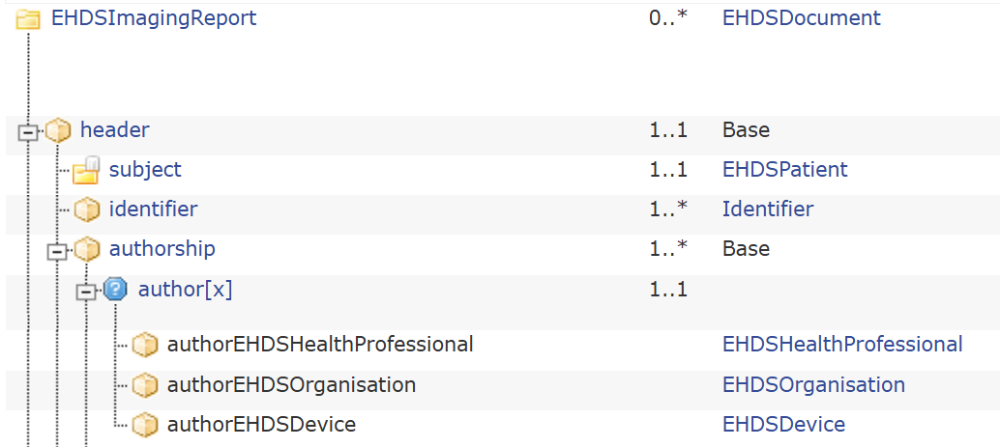 EHDSImagingReport 0..* EHDSDocument
header 1..1 Base
subject 1..1 EHDSPatient
identifier 1..* Identifier
authorship 1..* Base
author[x] 1..1
authorEHDSHealthProfessional EHDSHealthProfessional
authorEHDSOrganisation EHDSOrganisation
authorEHDSDevice EHDSDevice